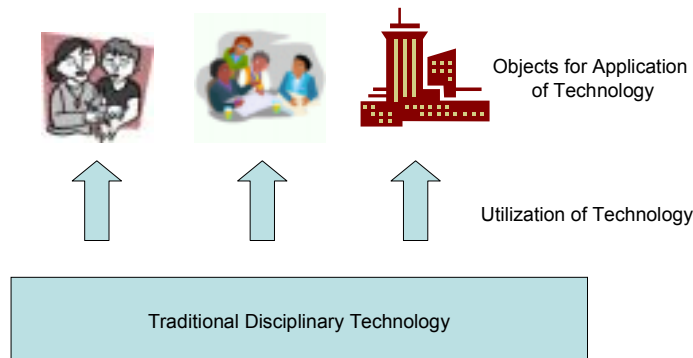 Objects for Application
of Technology
Utilization of Technology
Traditional Disciplinary Technology